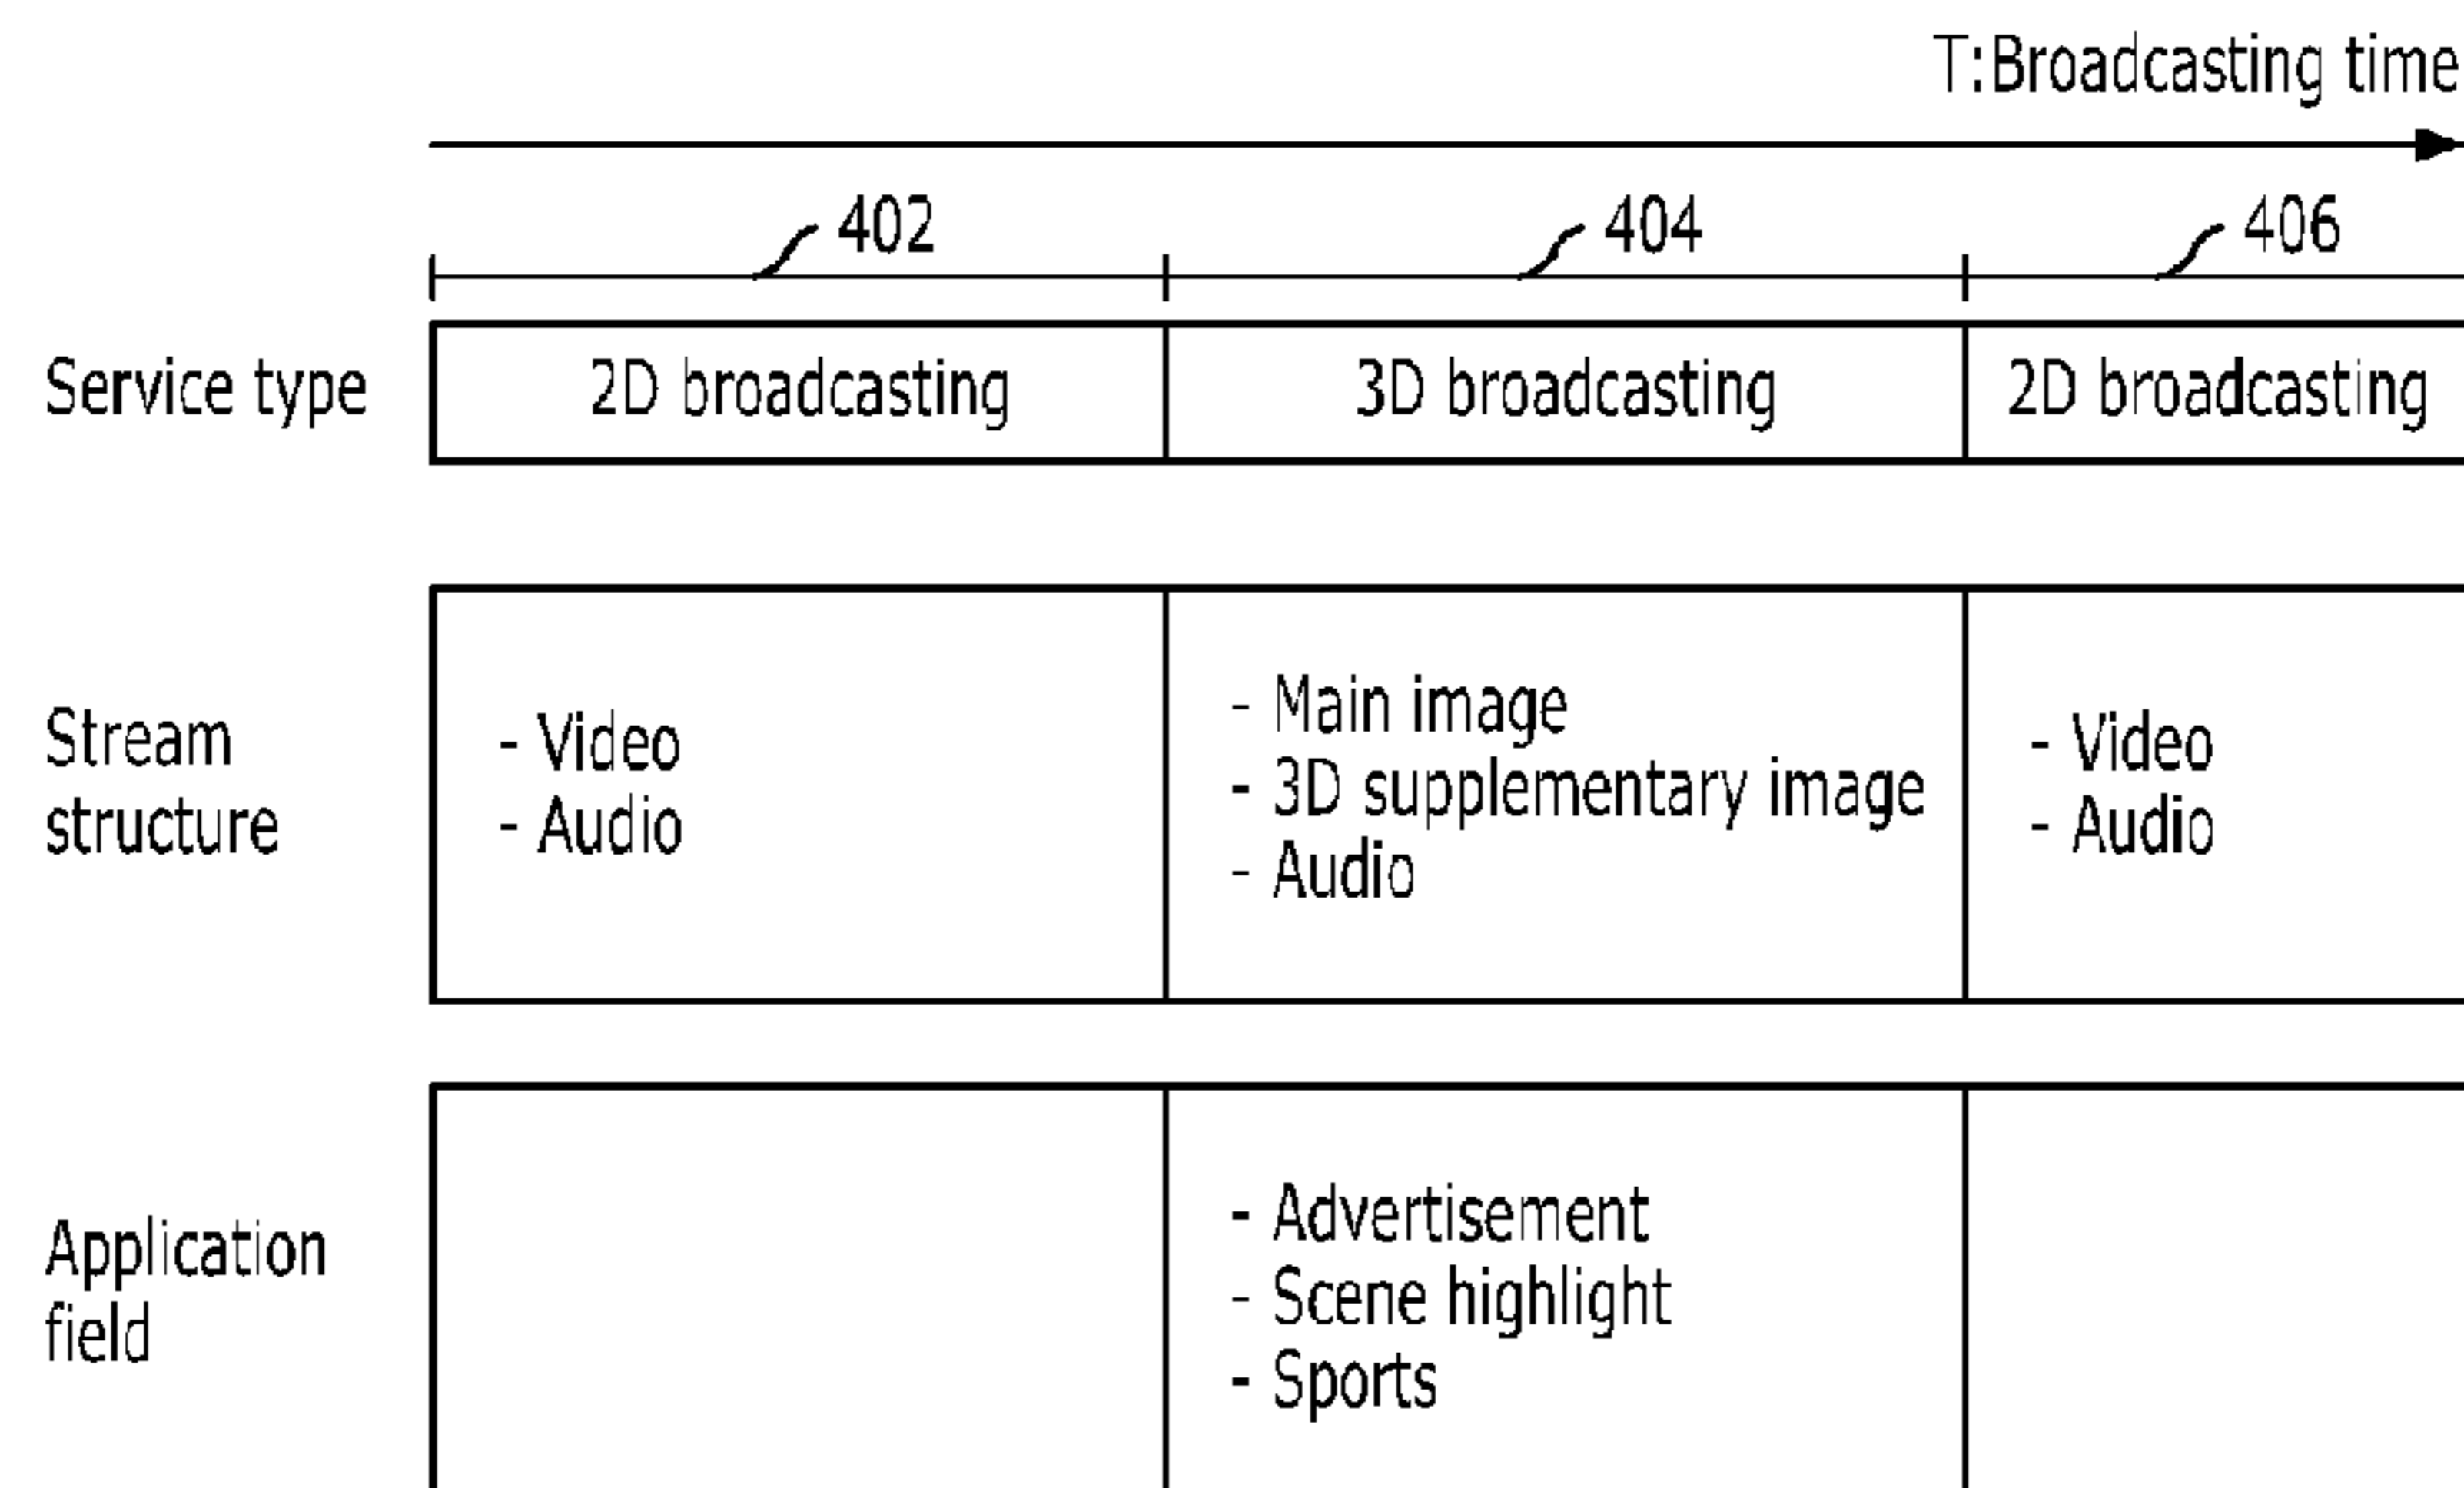 T:Broadcasting time
402 404 406
Service type 2D broadcasting 3D broadcasting 2D broadcasting
Stream
structure
- Video
- Audio
- Main image
- 3D supplementary image
- Audio
- Video
- Audio
Application
field
- Advertisement
- Scene highlight
- Sports